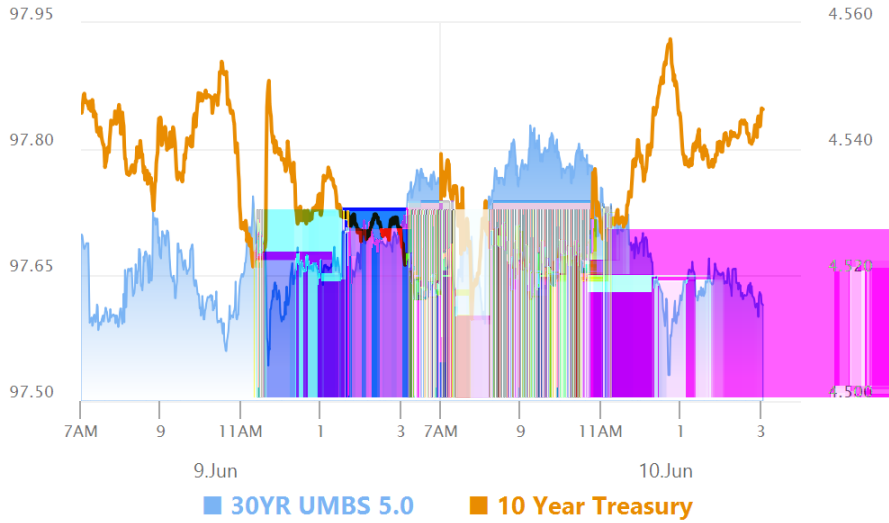 97.95 4.560
97.80 4.540
97.65
97.50
7AM 9 11AM 1 3 7AM 9 11AM 1 3
9.Jun 10.Jun
30YR UMBS 5.0 10 Year Treasury